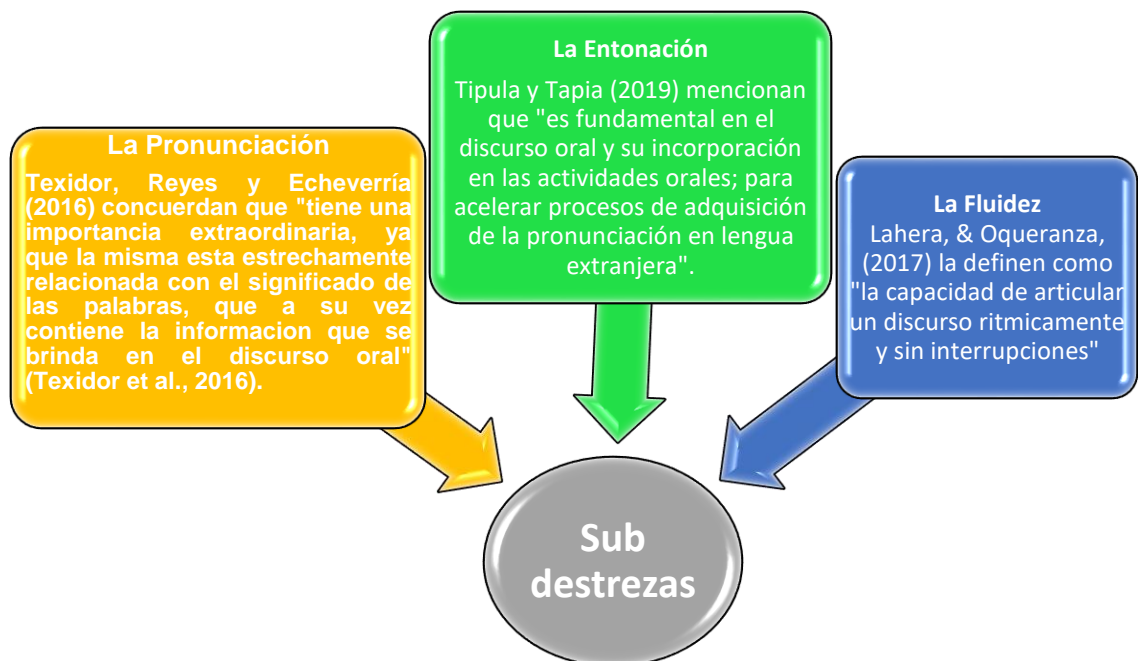 La Pronunciación
Texidor, Reyes y Echeverría
(2016) concuerdan que "tiene una
importancia extraordinaria, ya
que la misma esta estrechamente
relacionada con el significado de
las palabras, que a su vez
contiene la informacion que se
brinda en el discurso oral"
(Texidor et al., 2016).
La Entonación
Tipula y Tapia (2019) mencionan
que "es fundamental en el
discurso oral y su incorporación
en las actividades orales; para
acelerar procesos de adquisición
de la pronunciación en lengua
extranjera".
La Fluidez
Lahera, & Oqueranza,
(2017) la definen como
"la capacidad de articular
un discurso ritmicamente
y sin interrupciones"
Sub
destrezas